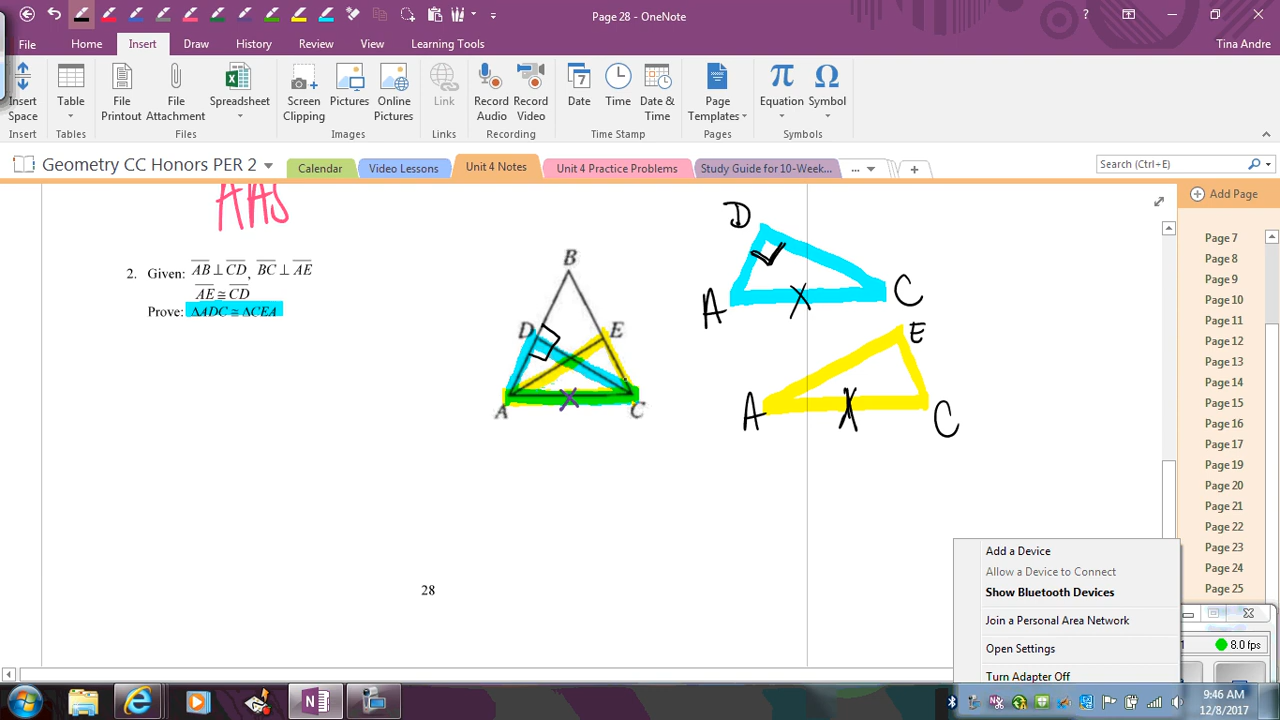 Page 28 - OneNote
?
Tina Andre
File
Home
Insert
Draw
History
Review
View
Learning Tools
Insert Space
Table
File Printout
File Attachment
Spreadsheet
Screen Clipping
Pictures
Online Pictures
Link
Record Audio
Record Video
Date
Time
Date & Time
Page Templates
Equation
Symbol
Insert
Tables
Files
Images
Links
Recording
Time Stamp
Pages
Symbols
Geometry CC Honors PER 2
Calendar
Video Lessons
Unit 4 Notes
Unit 4 Practice Problems
Study Guide for 10-Week...
...
Search (Ctrl+E)
Add Page
Page 7
Page 8
Page 9
Page 10
Page 11
Page 12
Page 13
Page 14
Page 15
Page 16
Page 17
Page 18
Page 19
Page 20
Page 21
Page 22
Page 23
Page 24
Page 25
AAS
2. Given: AB ⊥ CD, BC ⊥ AE
AE ≅ CD
Prove: ΔADC ≅ ΔCEA
B
D
E
A
C
D
A
C
E
A
C
28
Add a Device
Allow a Device to Connect
Show Bluetooth Devices
Join a Personal Area Network
Open Settings
Turn Adapter Off
8.0 fps
9:46 AM
12/8/2017